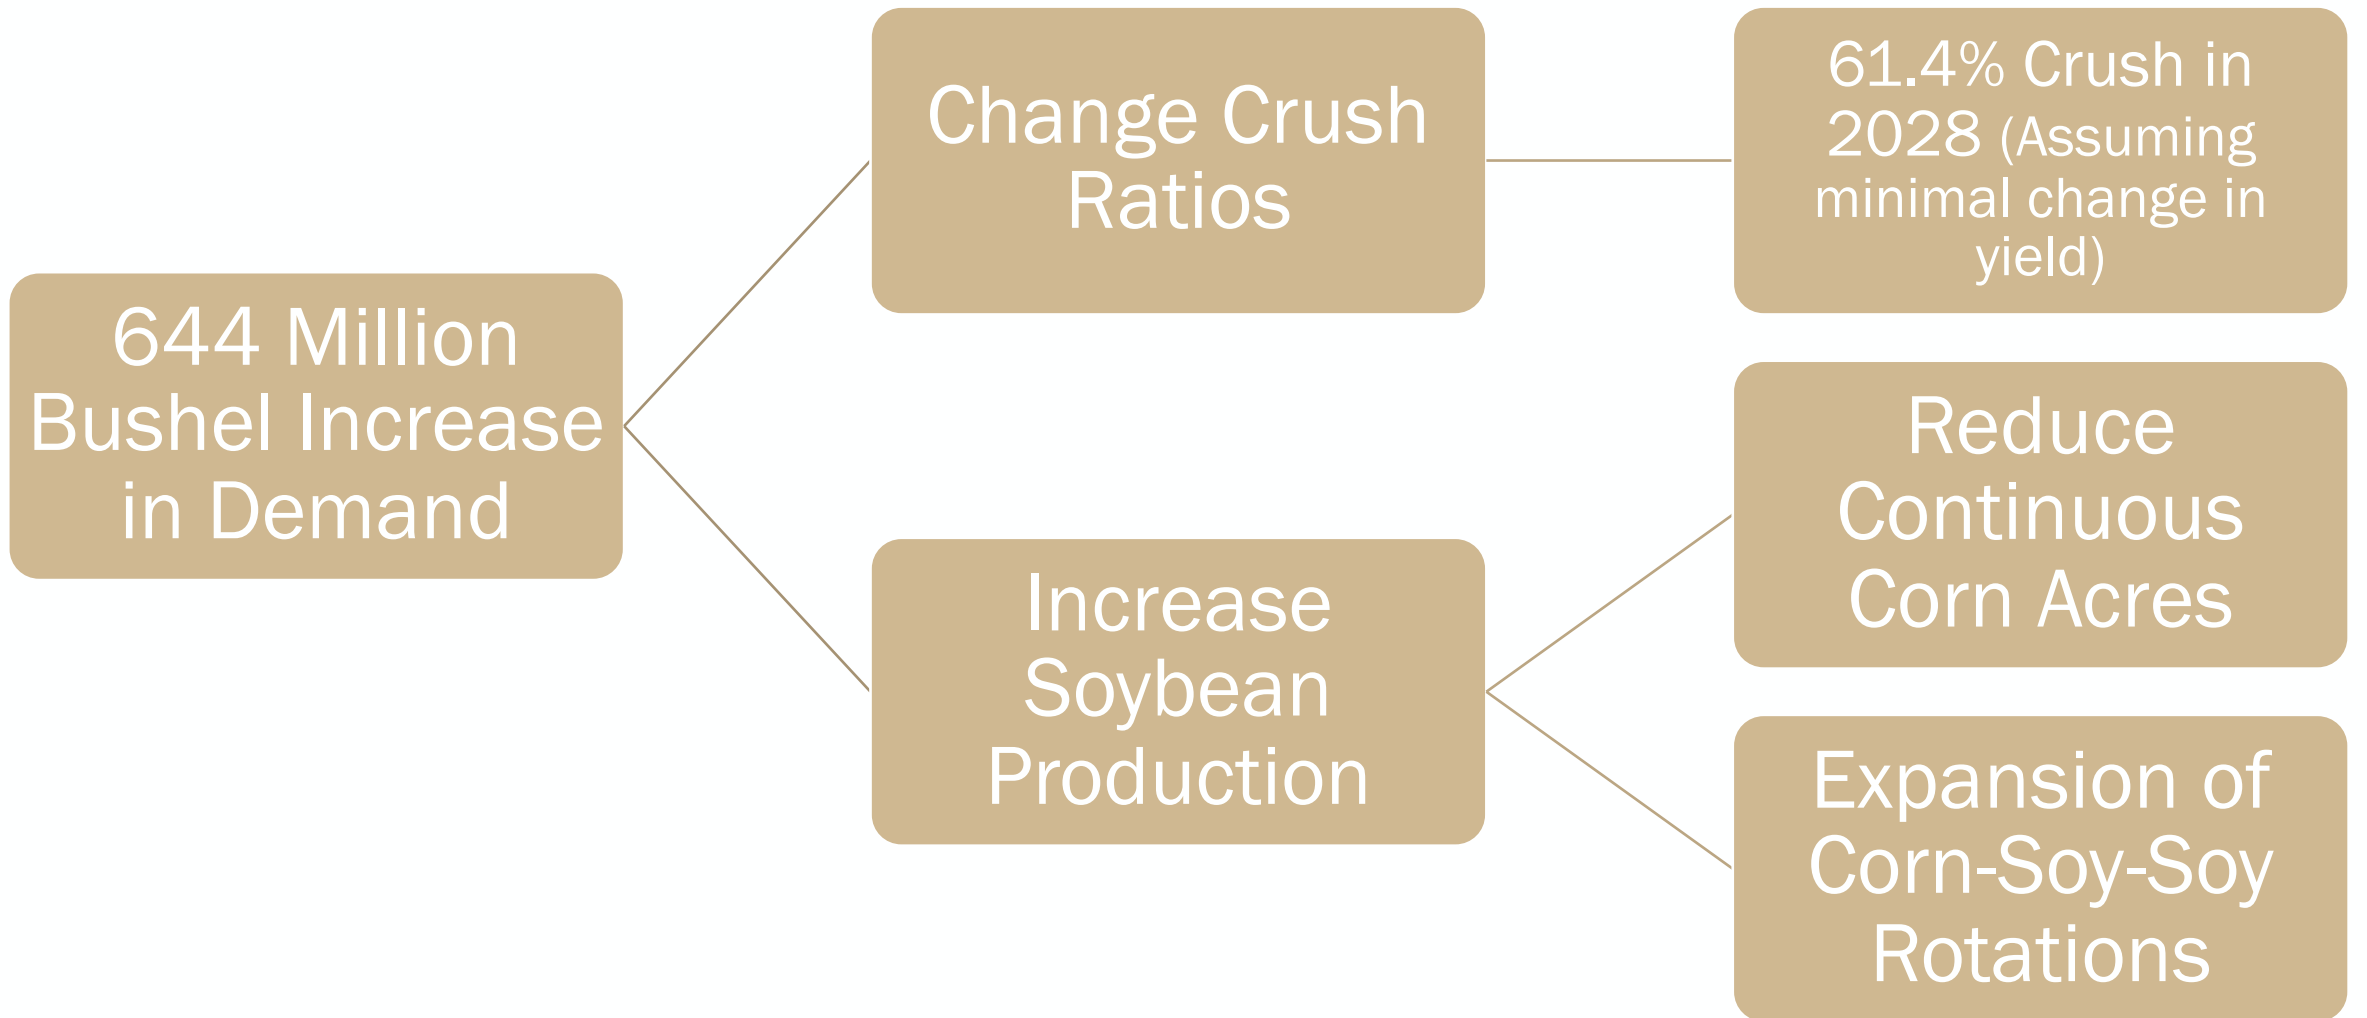 644 Million
Bushel Increase
in Demand
Change Crush
Ratios
61.4% Crush in
2028 (Assuming
minimal change in
yield)
Increase
Soybean
Production
Reduce
Continuous
Corn Acres
Expansion of
Corn-Soy-Soy
Rotations